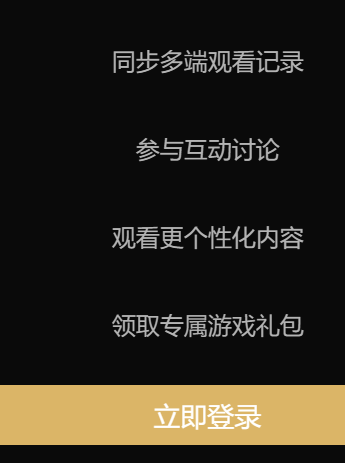 同步多端观看记录
参与互动讨论
观看更个性化内容
领取专属游戏礼包
立即登录